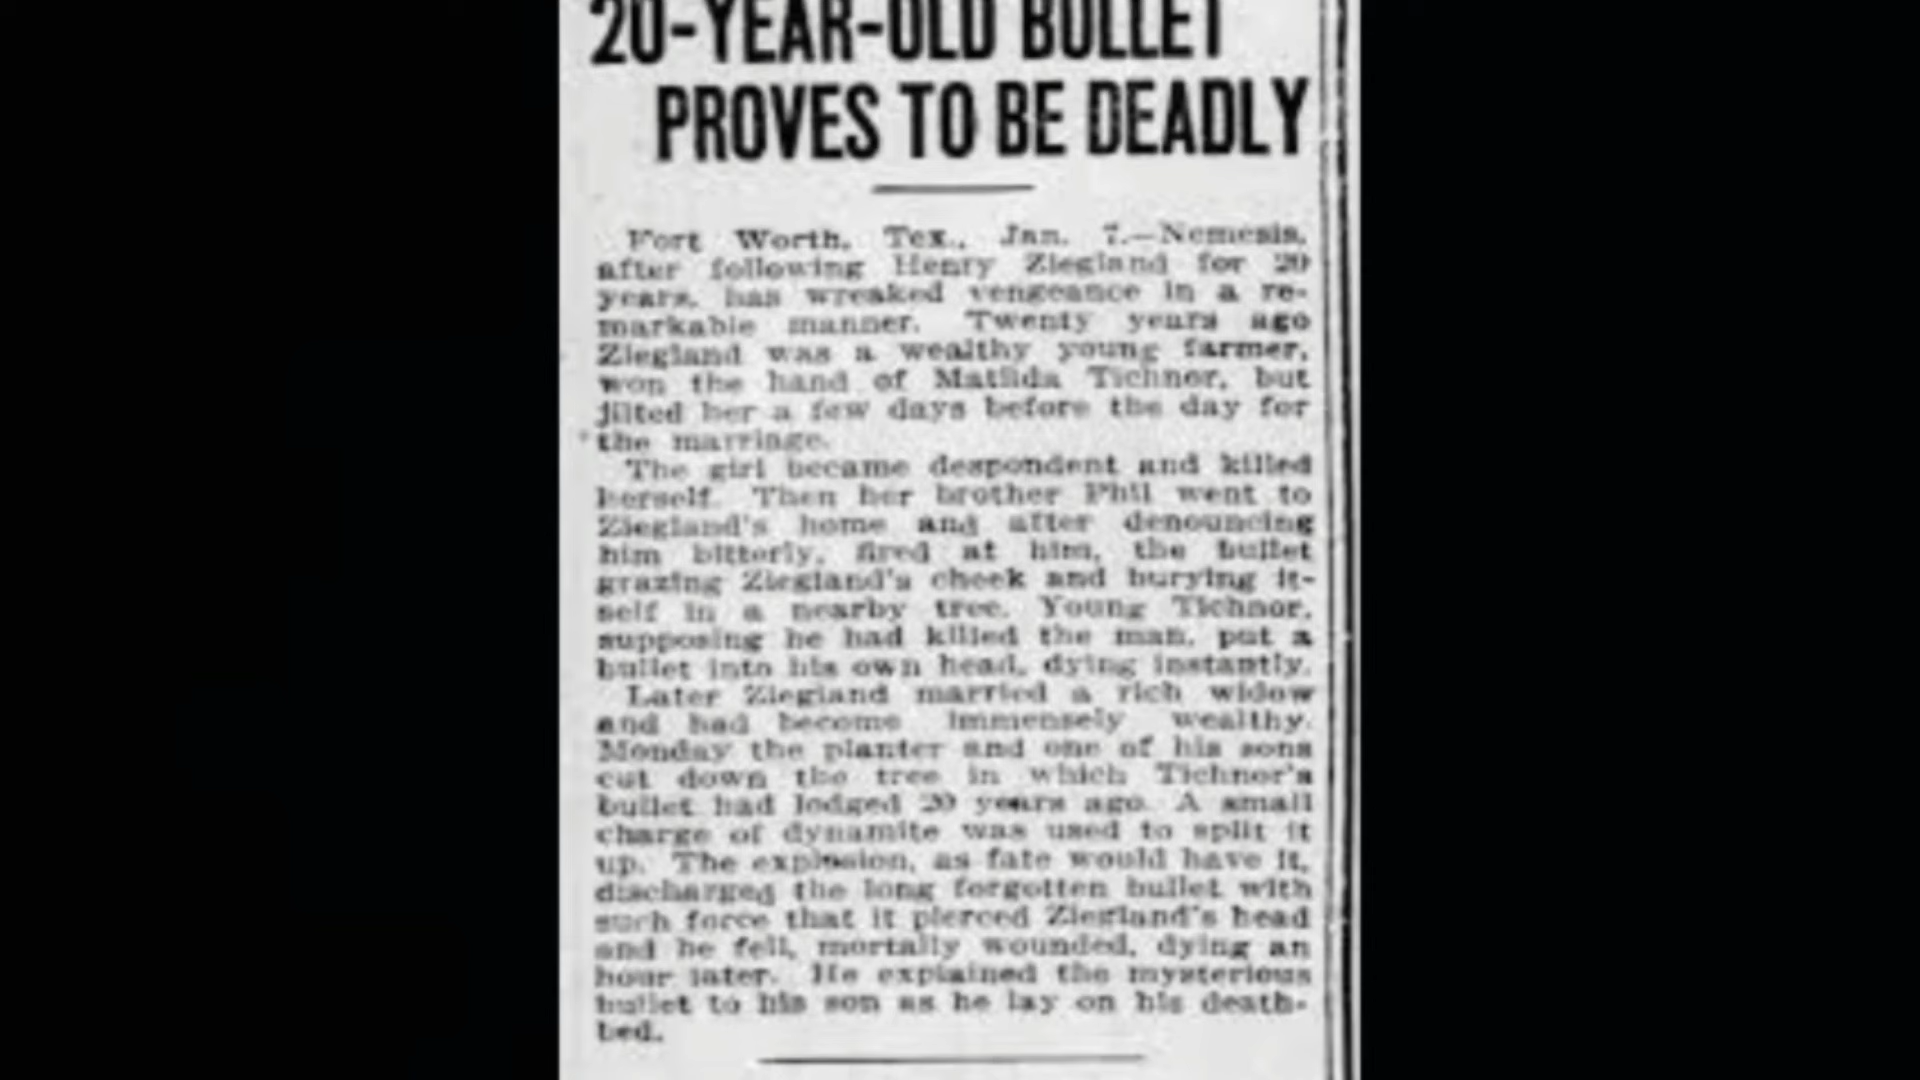 20-YEAR-OLD BULLET
PROVES TO BE DEADLY
Fort Worth, Tex., Jan. 7.—Nemesis,
after following Henry Ziegland for 20
years, has wreaked vengeance in a re-
markable manner. Twenty years ago
Ziegland was a wealthy young farmer,
won the hand of Matilda Tichnor, but
jilted her a few days before the day for
the marriage.
The girl became despondent and killed
herself. Then her brother Phil went to
Ziegland's home and after denouncing
him bitterly, fired at him, the bullet
grazing Ziegland's cheek and burying it-
self in a nearby tree. Young Tichnor,
supposing he had killed the man, put a
bullet into his own head, dying instantly.
Later Ziegland married a rich widow
and had become immensely wealthy.
Monday the planter and one of his sons
cut down the tree in which Tichnor's
bullet had lodged 20 years ago. A small
charge of dynamite was used to split it
up. The explosion, as fate would have it,
discharged the long forgotten bullet with
such force that it pierced Ziegland's head
and he fell, mortally wounded, dying an
hour later. He explained the mysterious
bullet to his son as he lay on his death-
bed.